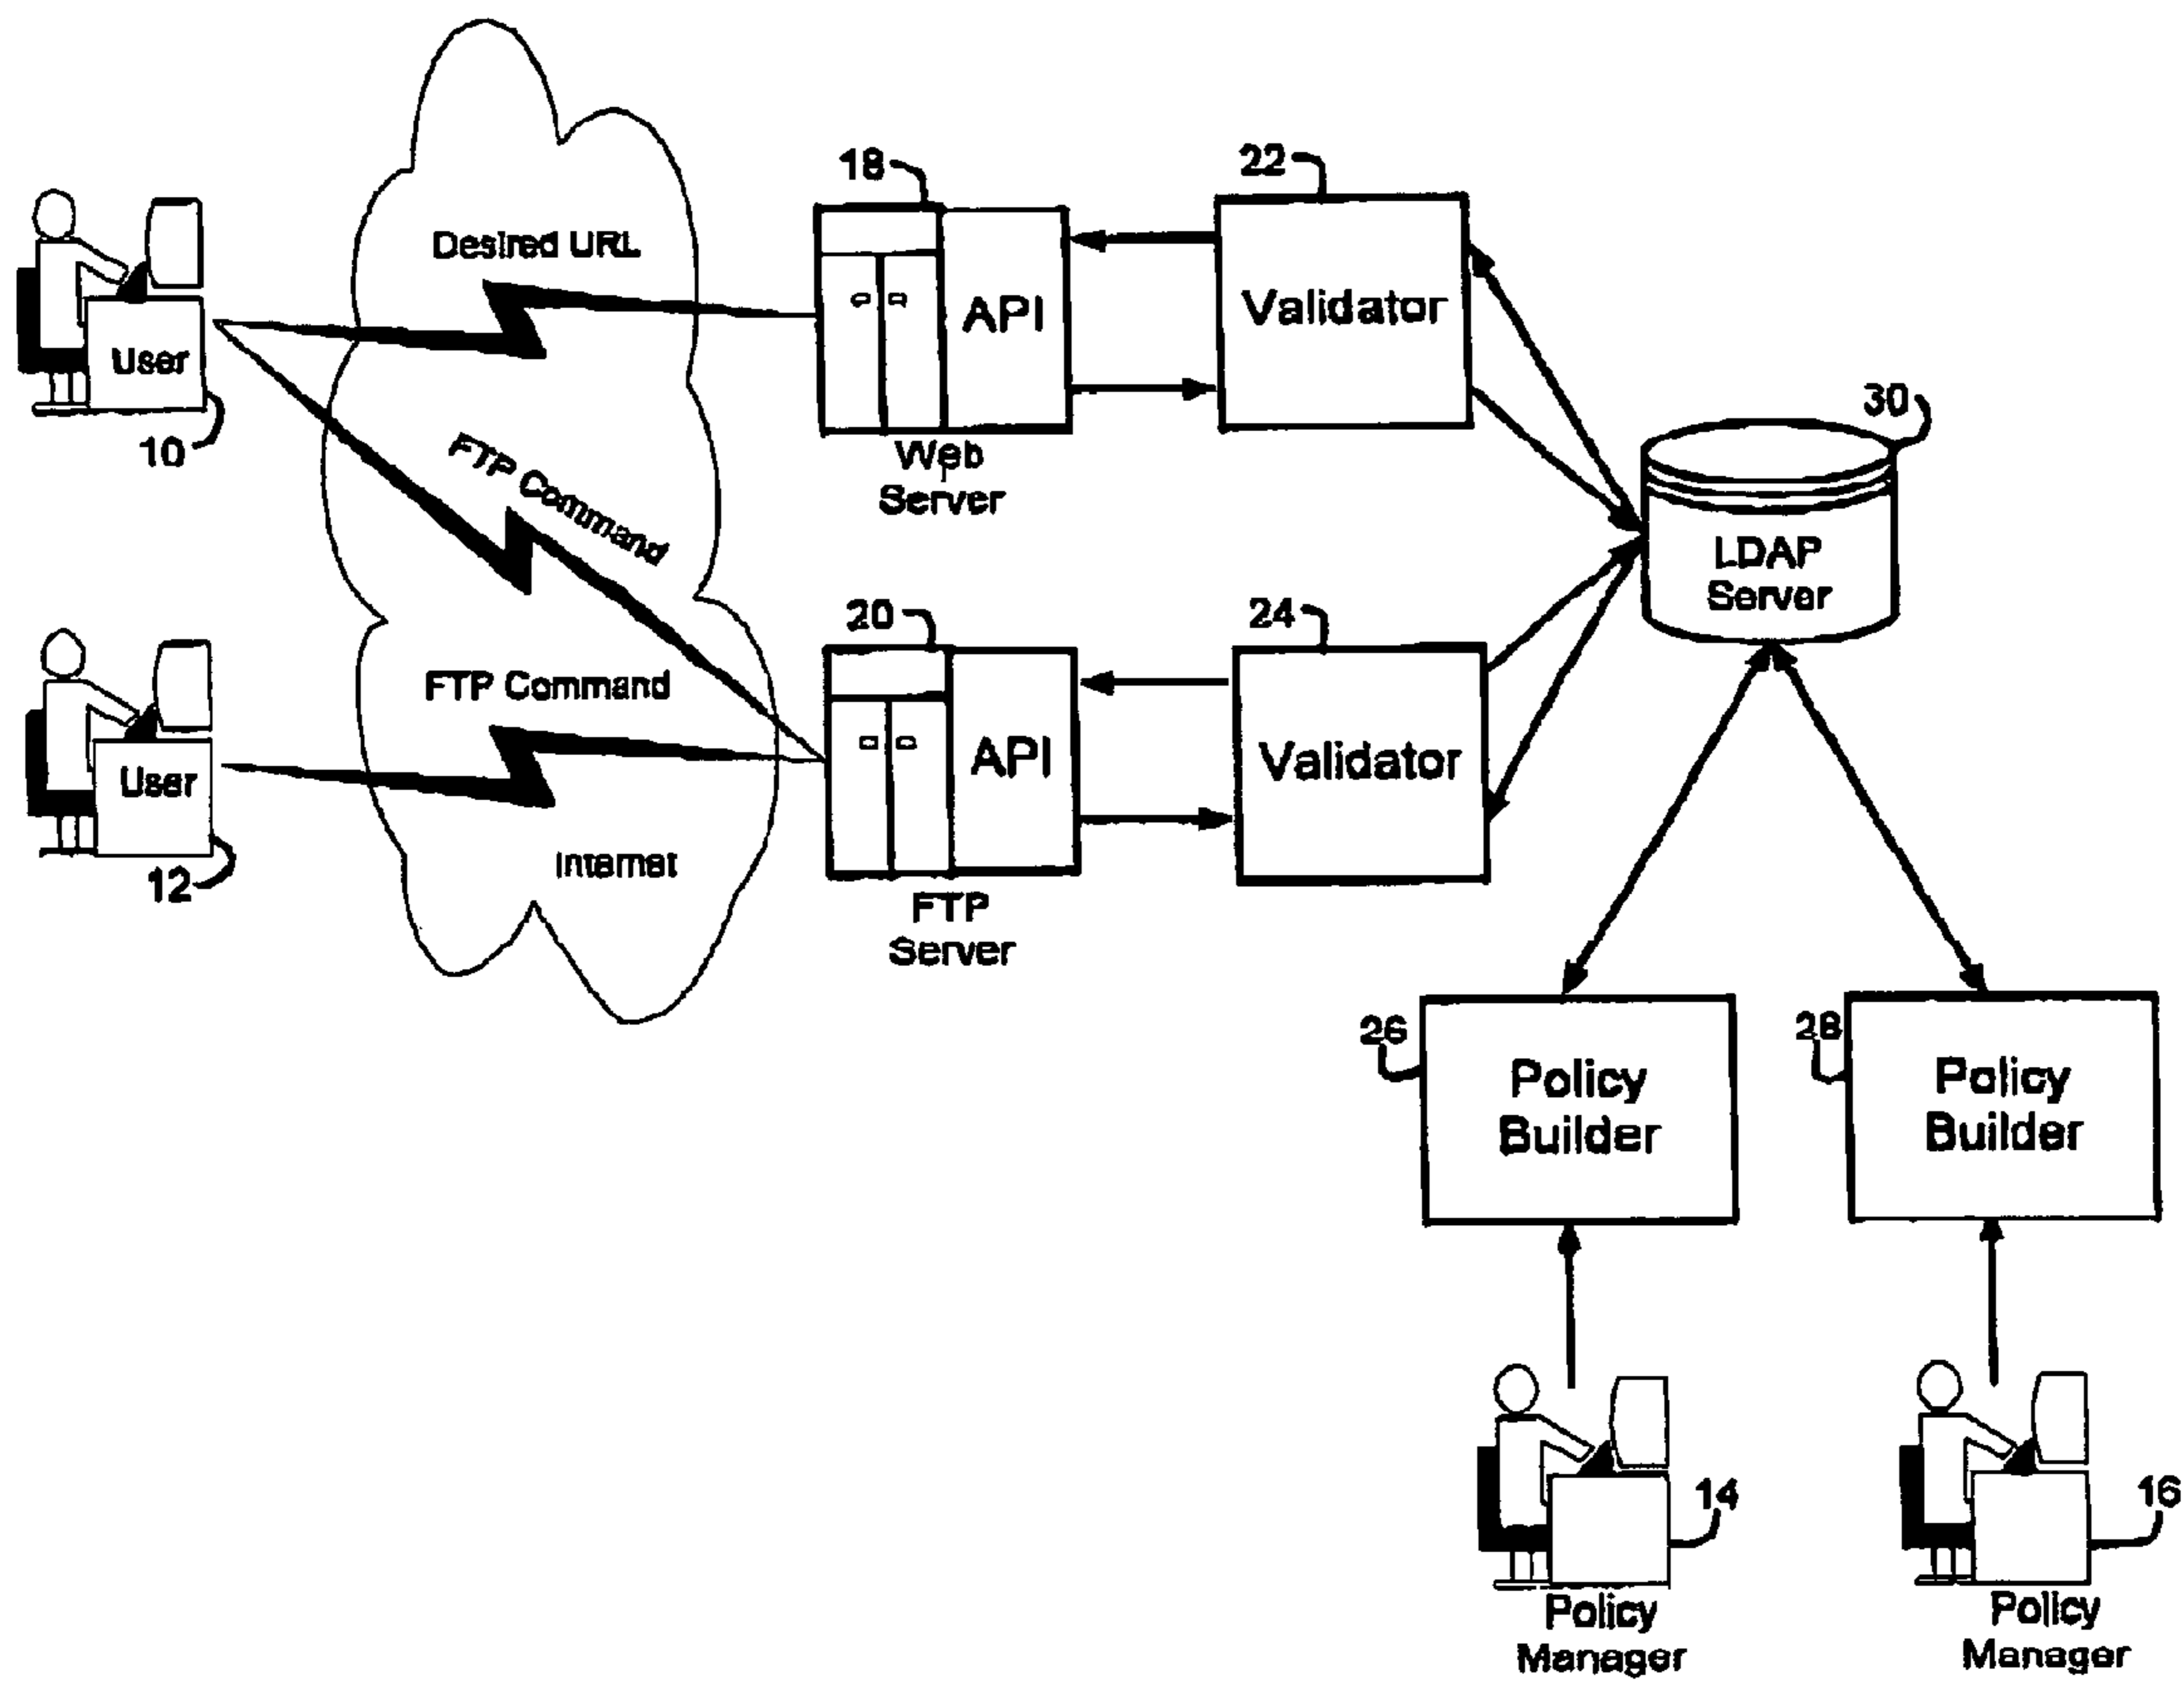 18
22
Desired URL
User
API
Validator
30
10
Web
Server
FTP Command
LDAP
Server
20
24
FTP Command
User
API
Validator
Internet
12
FTP
Server
26
28
Policy
Builder
Policy
Builder
14
16
Policy
Manager
Policy
Manager